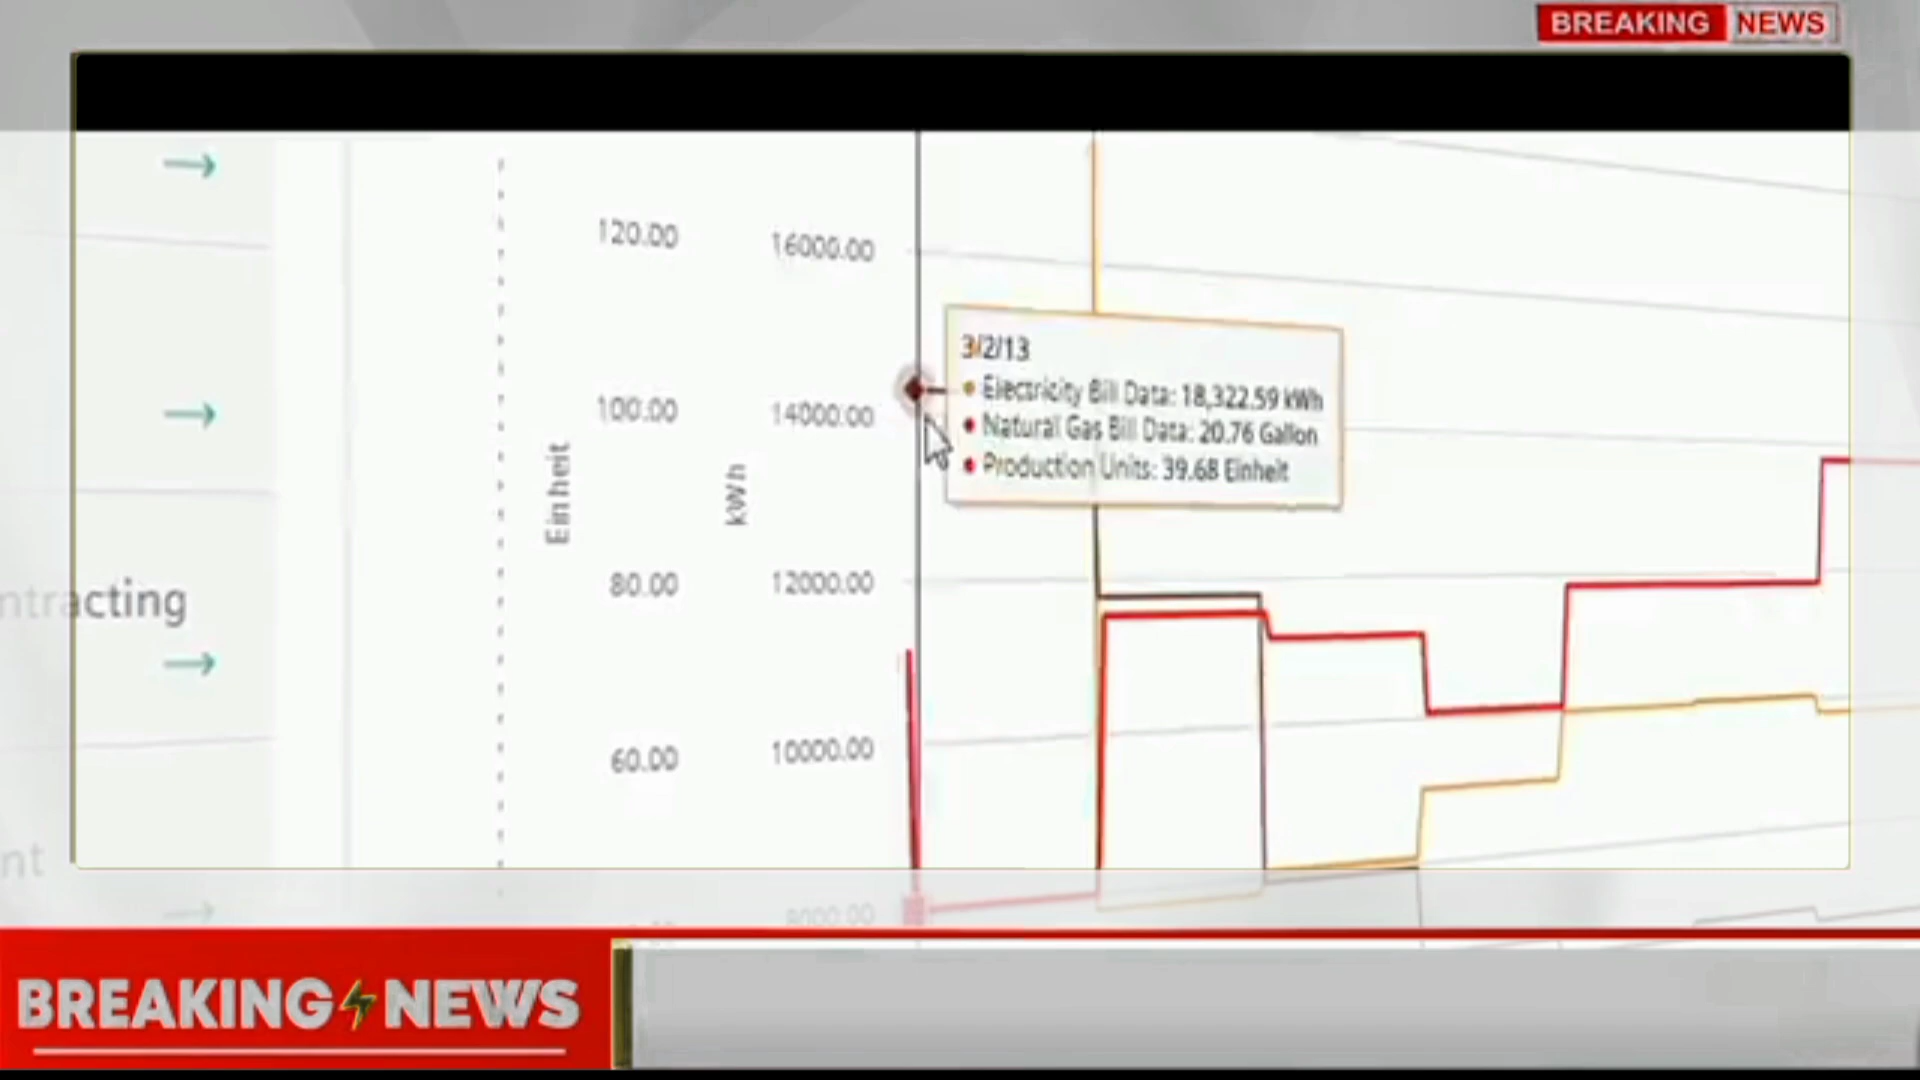 BREAKING NEWS
120.00
16000.00
3/2/13
Electricity Bill Data: 18,322.59 kWh
Natural Gas Bill Data: 20.76 Gallon
Production Units: 39.68 Einheit
100.00
14000.00
Einheit
kWh
80.00
12000.00
ntracting
60.00
10000.00
nt
8000.00
BREAKING NEWS